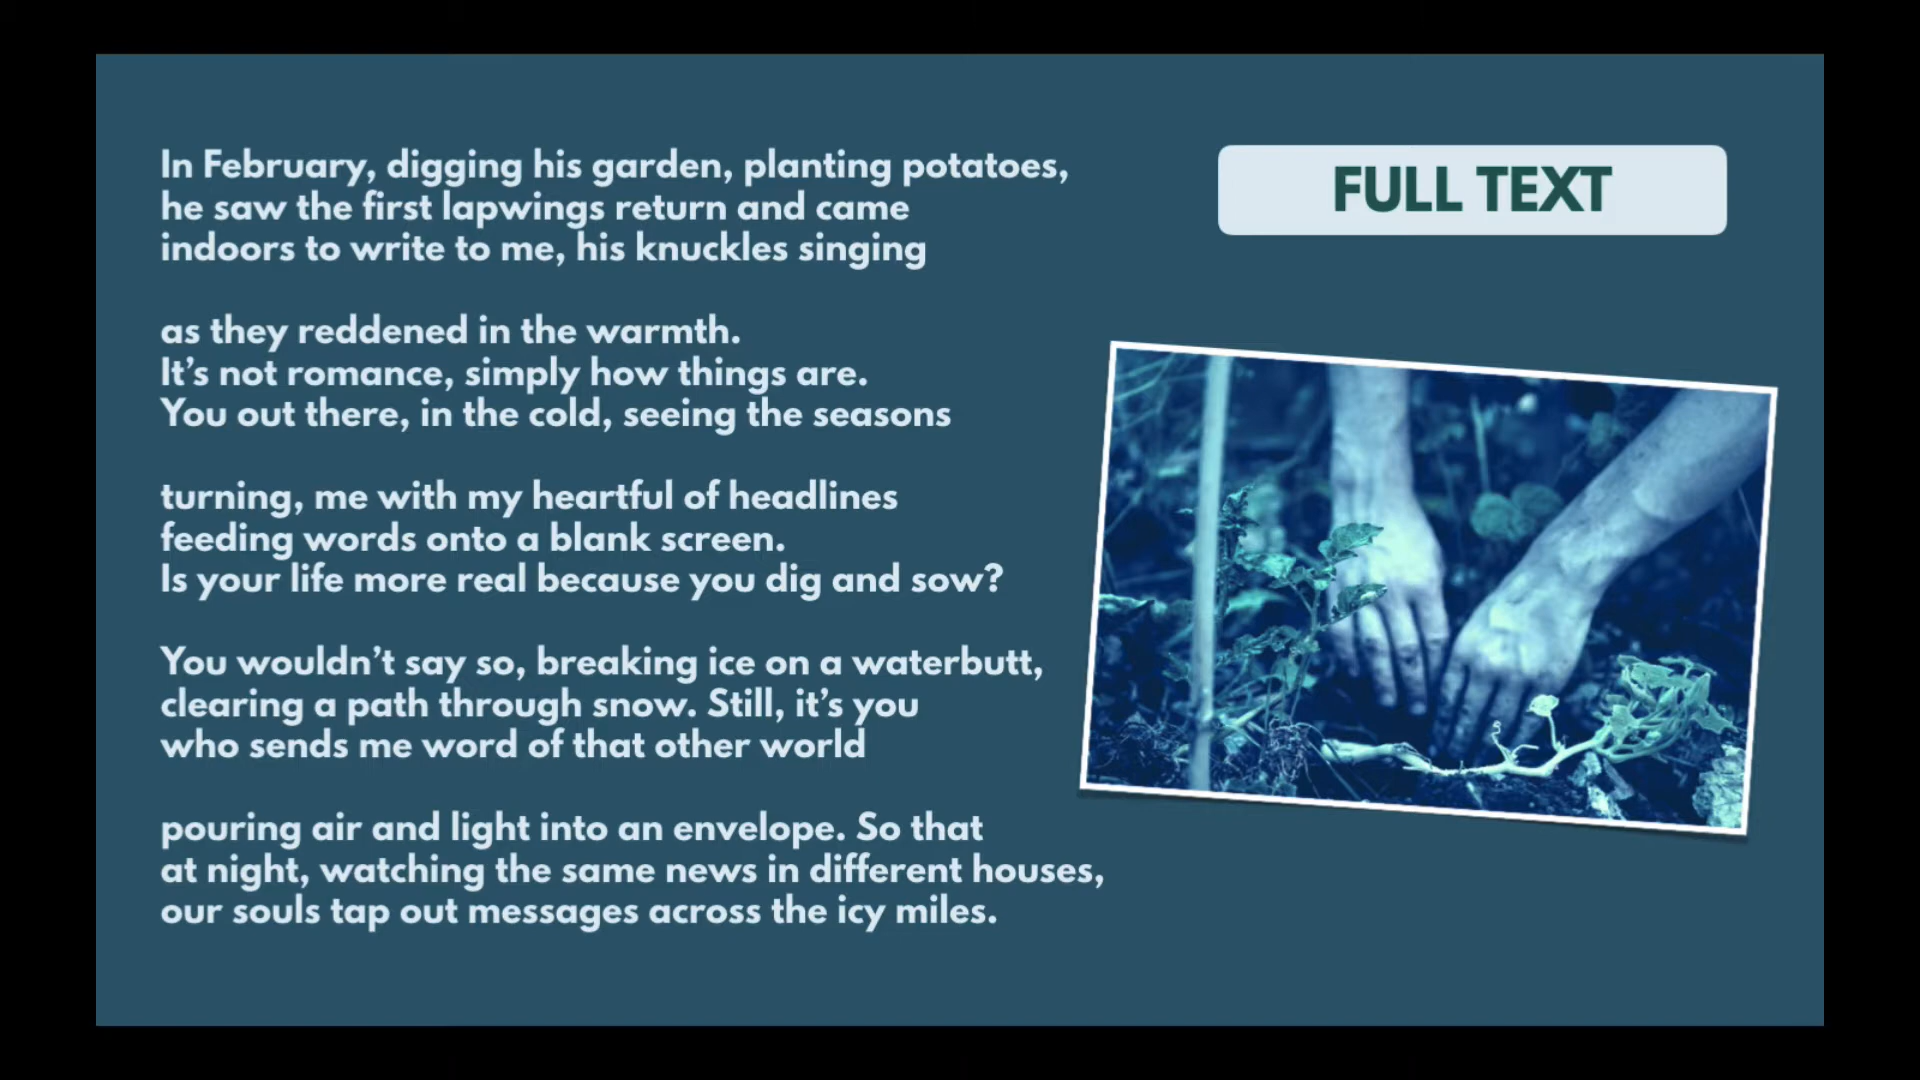 In February, digging his garden, planting potatoes,
he saw the first lapwings return and came
indoors to write to me, his knuckles singing
as they reddened in the warmth.
It’s not romance, simply how things are.
You out there, in the cold, seeing the seasons
turning, me with my heartful of headlines
feeding words onto a blank screen.
Is your life more real because you dig and sow?
You wouldn’t say so, breaking ice on a waterbutt,
clearing a path through snow. Still, it’s you
who sends me word of that other world
pouring air and light into an envelope. So that
at night, watching the same news in different houses,
our souls tap out messages across the icy miles.
FULL TEXT